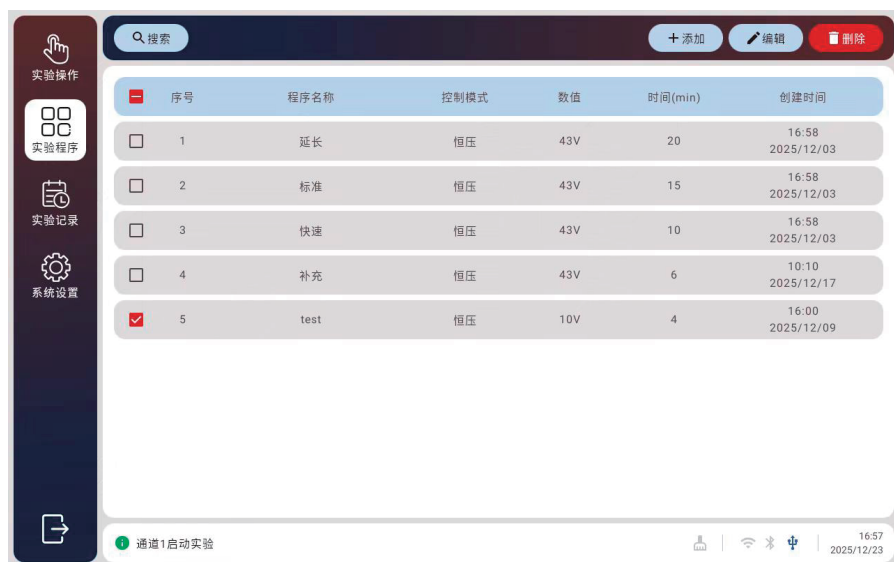 实验操作
实验程序
实验记录
系统设置
搜索 添加 编辑 删除
序号 程序名称 控制模式 数值 时间(min) 创建时间
1 延长 恒压 43V 20 16:58
2025/12/03
2 标准 恒压 43V 15 16:58
2025/12/03
3 快速 恒压 43V 10 16:58
2025/12/03
4 补充 恒压 43V 6 10:10
2025/12/17
5 test 恒压 10V 4 16:00
2025/12/09
通道1启动实验 16:57
2025/12/23